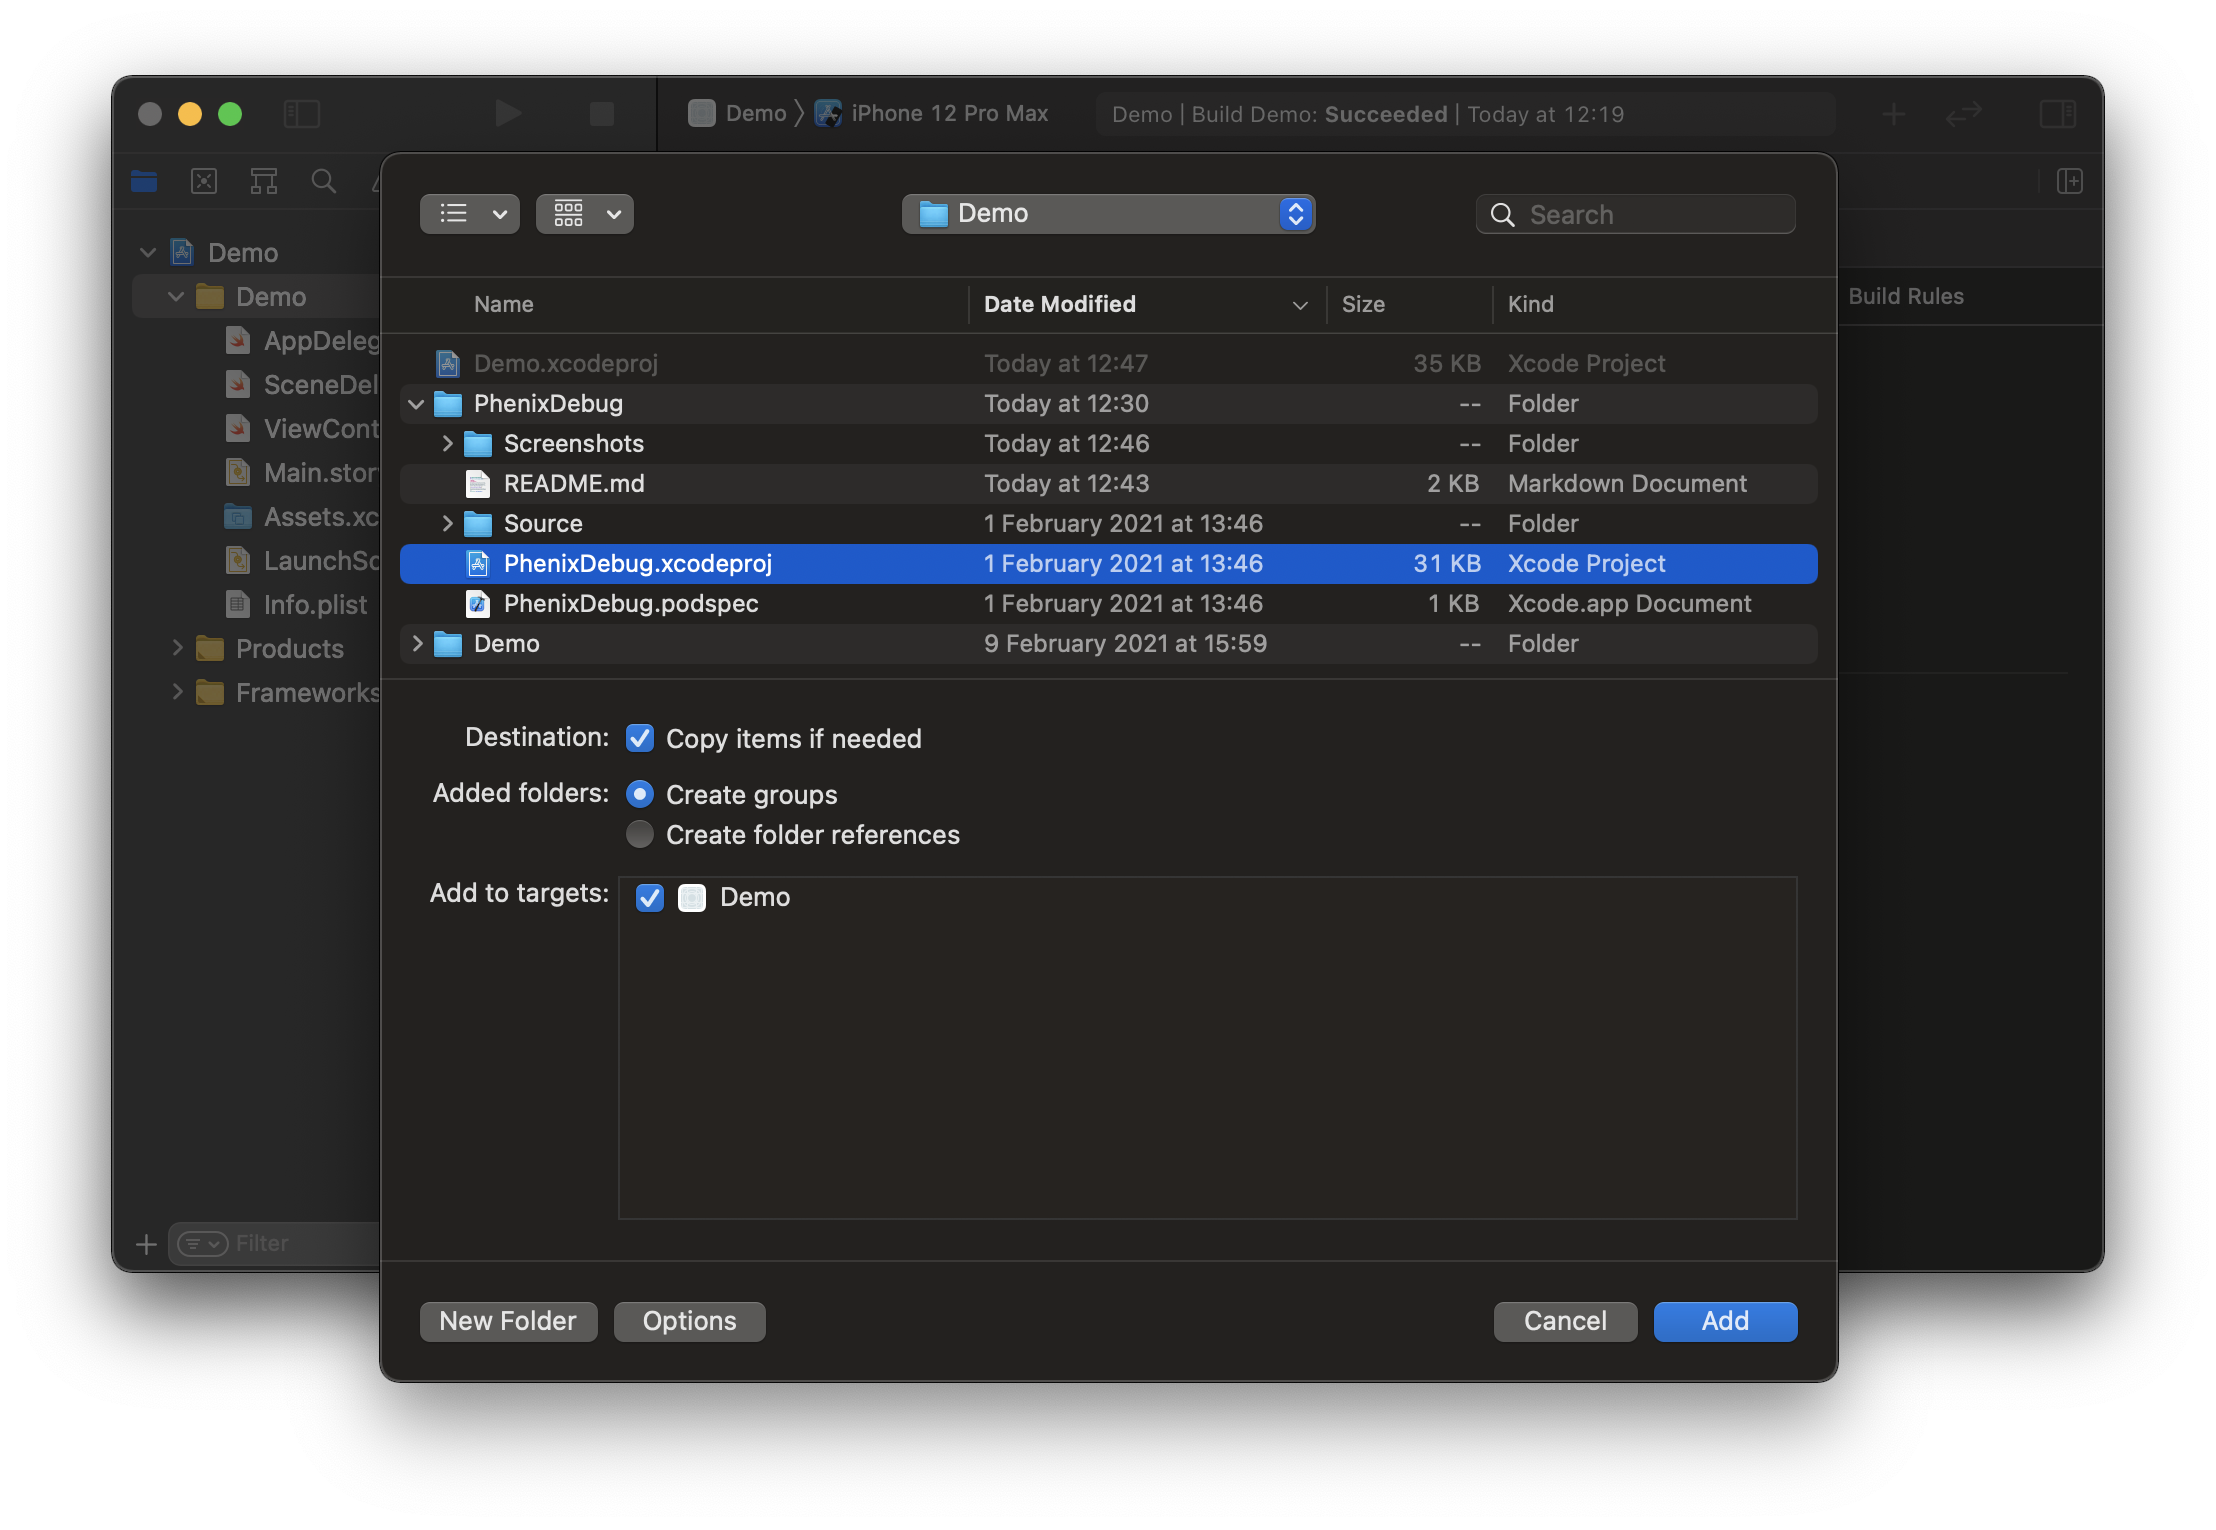 Demo
iPhone 12 Pro Max
Demo | Build Demo: Succeeded | Today at 12:19
Demo
Search
Demo
Demo
Build Rules
AppDeleg
SceneDel
ViewCont
Main.stor
Assets.xc
LaunchSc
Info.plist
Products
Frameworks
Filter
Name Date Modified Size Kind
Demo.xcodeproj Today at 12:47 35 KB Xcode Project
PhenixDebug Today at 12:30 -- Folder
Screenshots Today at 12:46 -- Folder
README.md Today at 12:43 2 KB Markdown Document
Source 1 February 2021 at 13:46 -- Folder
PhenixDebug.xcodeproj 1 February 2021 at 13:46 31 KB Xcode Project
PhenixDebug.podspec 1 February 2021 at 13:46 1 KB Xcode.app Document
Demo 9 February 2021 at 15:59 -- Folder
Destination: Copy items if needed
Added folders: Create groups
Create folder references
Add to targets: Demo
New Folder Options Cancel Add